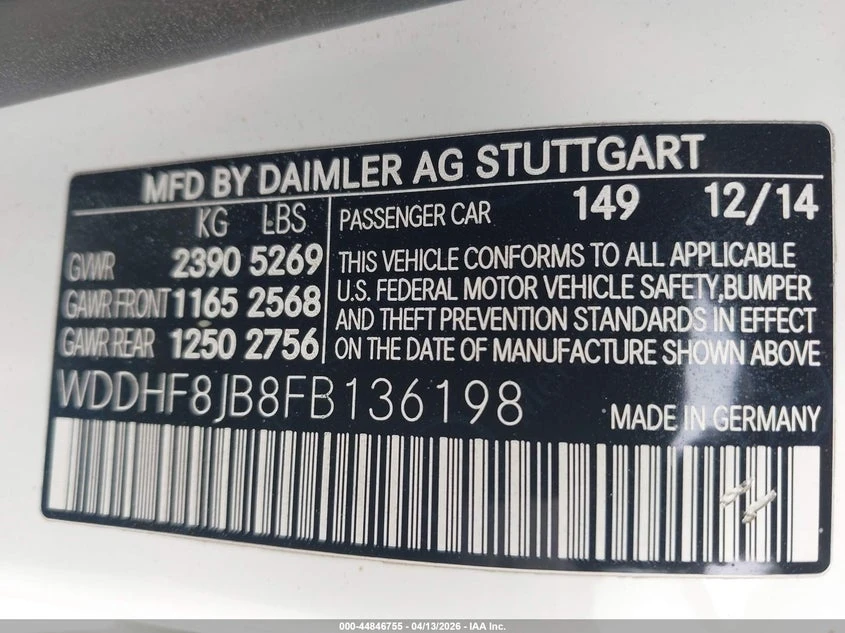 MFD BY DAIMLER AG STUTTGART
KG LBS
GVWR 2390 5269
GAWR FRONT 1165 2568
GAWR REAR 1250 2756
PASSENGER CAR 149 12/14
THIS VEHICLE CONFORMS TO ALL APPLICABLE
U.S. FEDERAL MOTOR VEHICLE SAFETY,BUMPER
AND THEFT PREVENTION STANDARDS IN EFFECT
ON THE DATE OF MANUFACTURE SHOWN ABOVE
WDDHF8JB8FB136198
MADE IN GERMANY
000-44846755 - 04/13/2026 - IAA Inc.